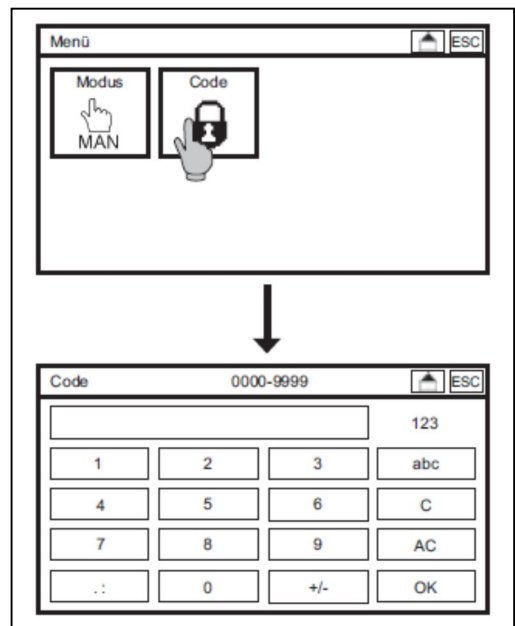 Menü ESC
Modus Code
MAN
Code 0000-9999 ESC
123
1 2 3 abc
4 5 6 C
7 8 9 AC
.: 0 +/- OK